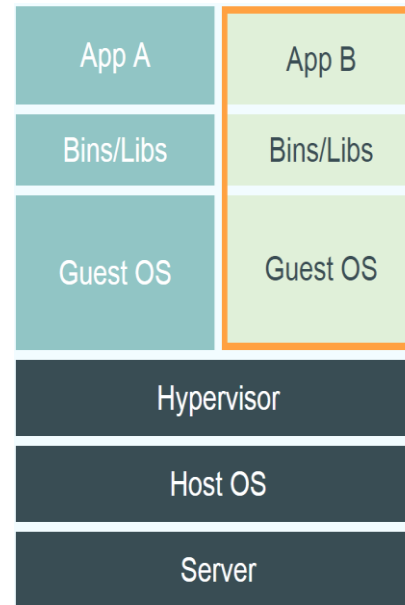 App A
App B
Bins/Libs
Bins/Libs
Guest OS
Guest OS
Hypervisor
Host OS
Server